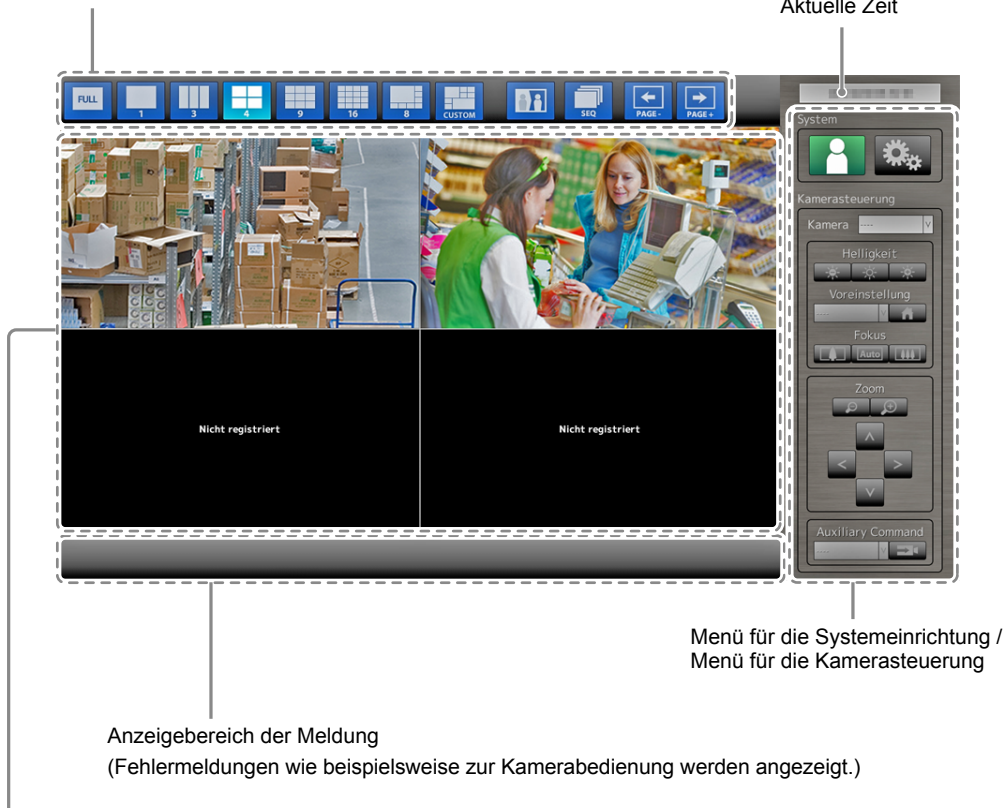 Aktuelle Zeit
FULL
1
3
4
9
16
8
CUSTOM
SEQ
PAGE -
PAGE +
System
Kamerasteuerung
Kamera ----
Helligkeit
Voreinstellung
----
Fokus
Auto
Zoom
Nicht registriert
Nicht registriert
Auxiliary Command
----
Menü für die Systemeinrichtung /
Menü für die Kamerasteuerung
Anzeigebereich der Meldung
(Fehlermeldungen wie beispielsweise zur Kamerabedienung werden angezeigt.)